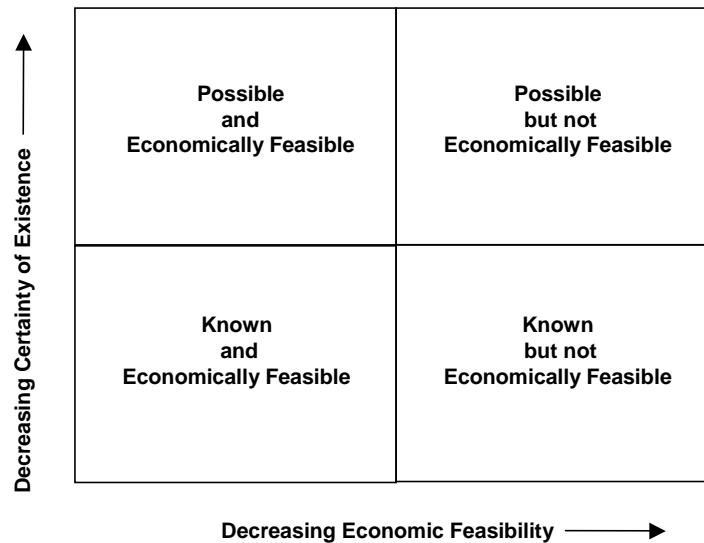 Decreasing Certainty of Existence
Possible
and
Economically Feasible
Possible
but not
Economically Feasible
Known
and
Economically Feasible
Known
but not
Economically Feasible
Decreasing Economic Feasibility